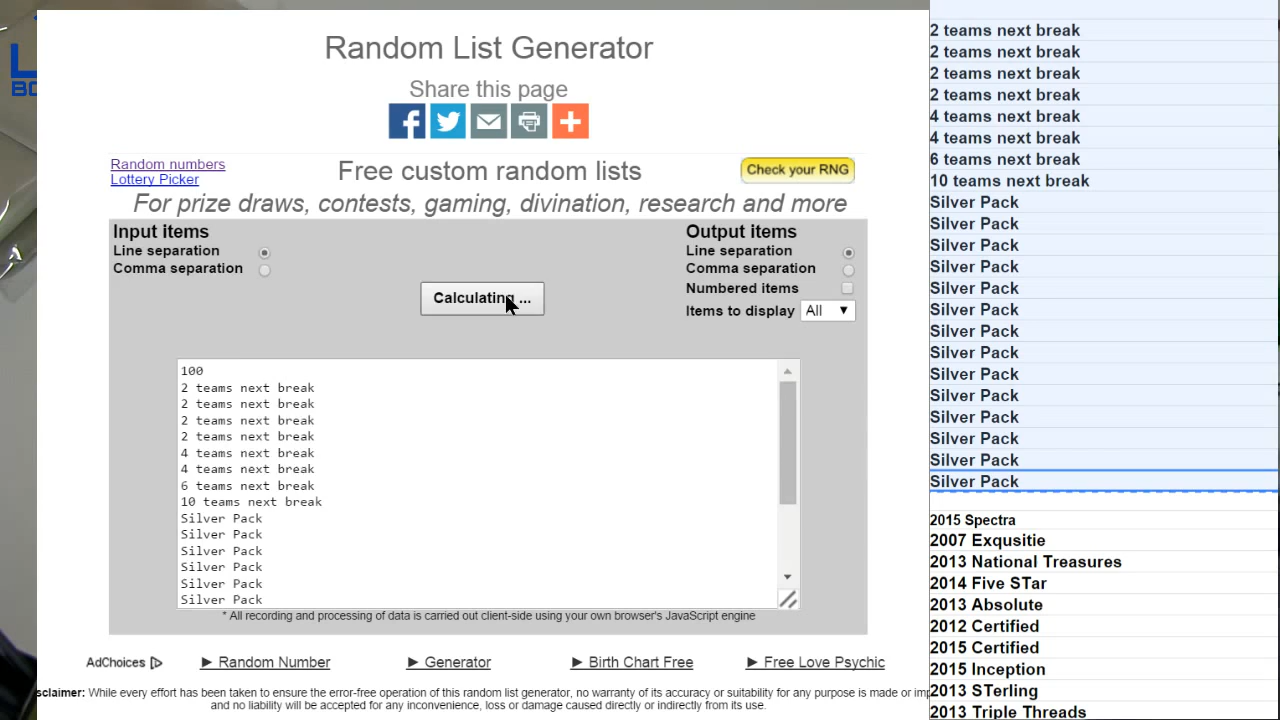 Random List Generator
Share this page
Random numbers
Lottery Picker
Free custom random lists
Check your RNG
For prize draws, contests, gaming, divination, research and more
Input items
Line separation
Comma separation
Calculating ...
Output items
Line separation
Comma separation
Numbered items
Items to display All
100
2 teams next break
2 teams next break
2 teams next break
2 teams next break
4 teams next break
4 teams next break
6 teams next break
10 teams next break
Silver Pack
Silver Pack
Silver Pack
Silver Pack
Silver Pack
Silver Pack
* All recording and processing of data is carried out client-side using your own browser's JavaScript engine
AdChoices
► Random Number
► Generator
► Birth Chart Free
► Free Love Psychic
sclaimer: While every effort has been taken to ensure the error-free operation of this random list generator, no warranty of its accuracy of suitability for any purpose is made or imp
and no liability will be accepted for any inconvenience, loss or damage caused directly or indirectly from its use.
2 teams next break
2 teams next break
2 teams next break
2 teams next break
4 teams next break
4 teams next break
6 teams next break
10 teams next break
Silver Pack
Silver Pack
Silver Pack
Silver Pack
Silver Pack
Silver Pack
Silver Pack
Silver Pack
Silver Pack
Silver Pack
Silver Pack
Silver Pack
Silver Pack
Silver Pack
2015 Spectra
2007 Exqusitie
2013 National Treasures
2014 Five STar
2013 Absolute
2012 Certified
2015 Certified
2015 Inception
2013 STerling
2013 Triple Threads